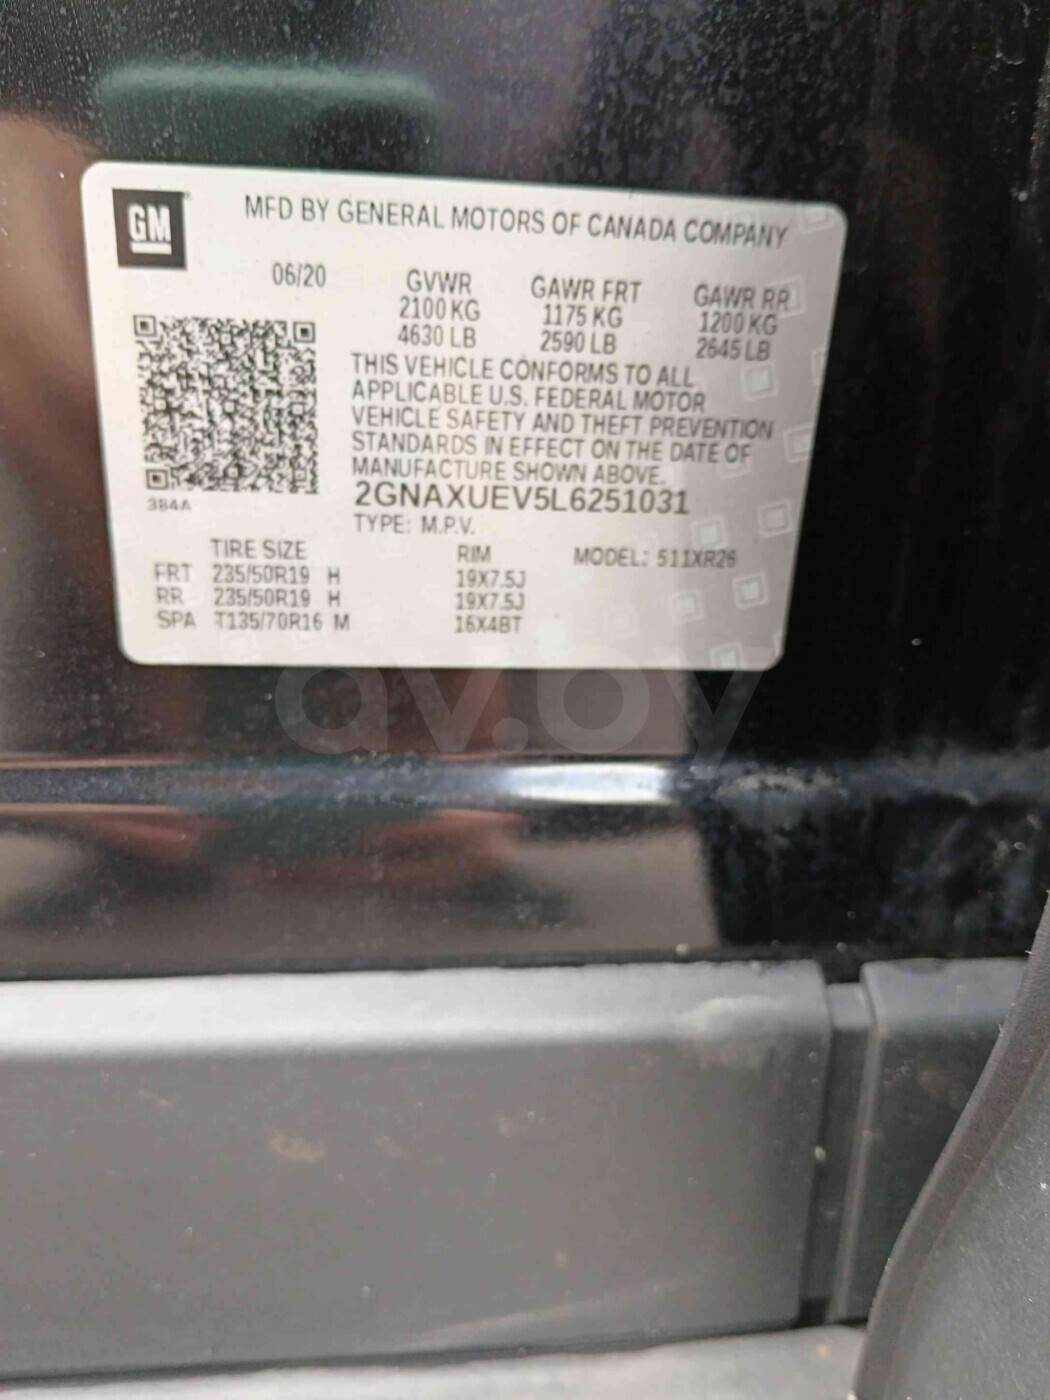 GM
MFD BY GENERAL MOTORS OF CANADA COMPANY
06/20 GVWR GAWR FRT GAWR RR
2100 KG 1175 KG 1200 KG
4630 LB 2590 LB 2645 LB
THIS VEHICLE CONFORMS TO ALL
APPLICABLE U.S. FEDERAL MOTOR
VEHICLE SAFETY AND THEFT PREVENTION
STANDARDS IN EFFECT ON THE DATE OF
MANUFACTURE SHOWN ABOVE.
384A
2GNAXUEV5L6251031
TYPE: M.P.V.
TIRE SIZE RIM MODEL: 511XR26
FRT 235/50R19 H 19X7.5J
RR 235/50R19 H 19X7.5J
SPA T135/70R16 M 16X4BT
av.by